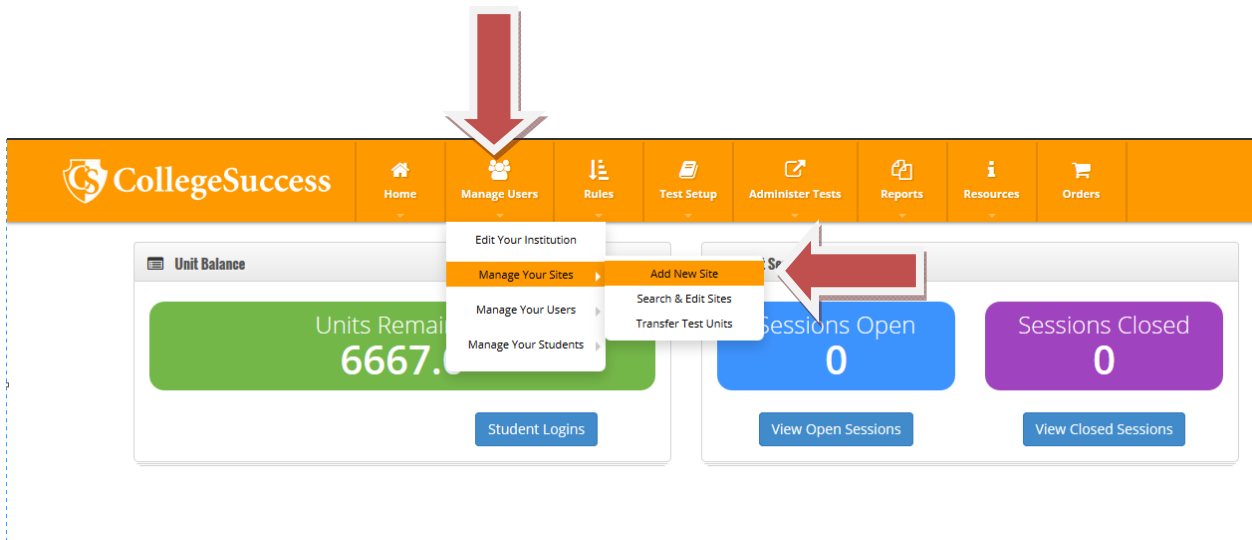 CS CollegeSuccess
Home
Manage Users
Rules
Test Setup
Administer Tests
Reports
Resources
Orders
Edit Your Institution
Manage Your Sites
Manage Your Users
Manage Your Students
Add New Site
Search & Edit Sites
Transfer Test Units
Unit Balance
Units Remai
6667.
Student Logins
Sessions Open
0
View Open Sessions
Sessions Closed
0
View Closed Sessions